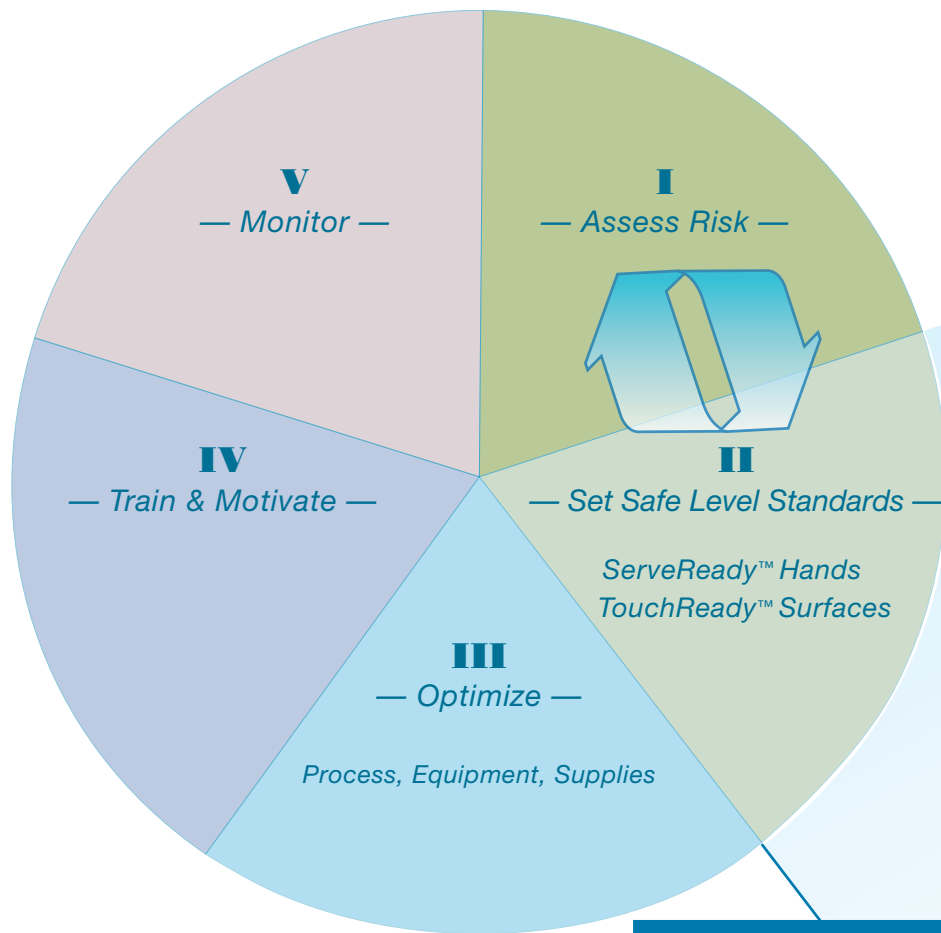 I
— Assess Risk —
II
— Set Safe Level Standards —
ServeReady™ Hands
TouchReady™ Surfaces
III
— Optimize —
Process, Equipment, Supplies
IV
— Train & Motivate —
V
— Monitor —